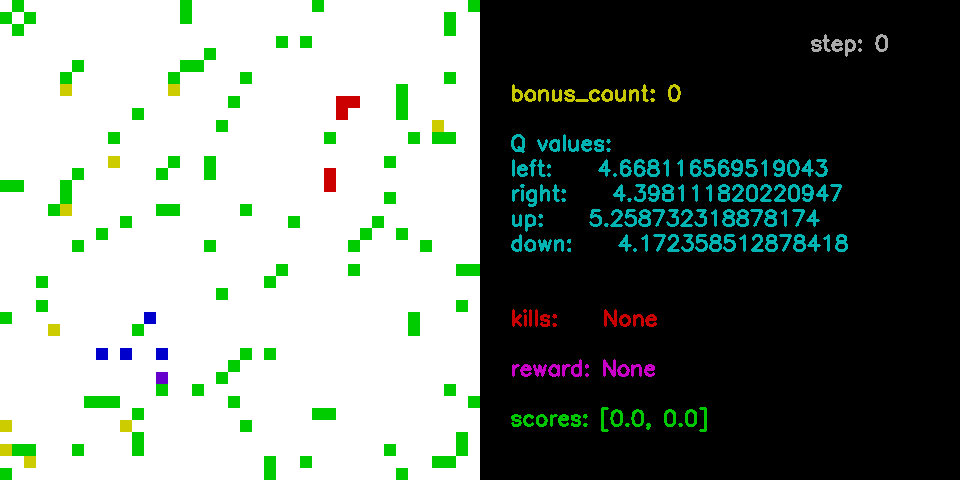 step: 0
bonus_count: 0
Q values:
left: 4.668116569519043
right: 4.398111820220947
up: 5.258732318878174
down: 4.172358512878418
kills: None
reward: None
scores: [0.0, 0.0]